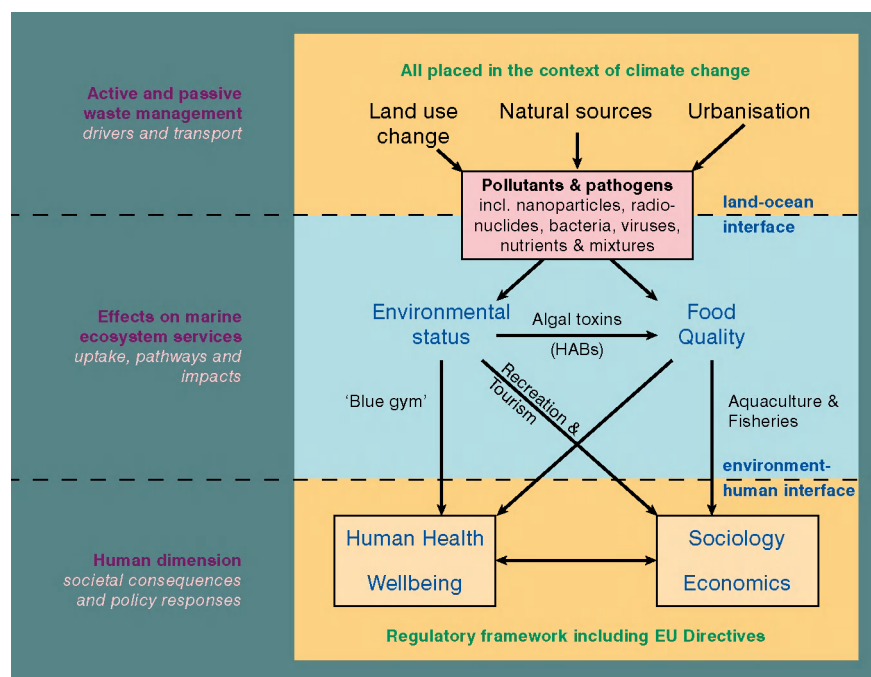 All placed in the context of climate change
Active and passive
waste management
drivers and transport
Land use
change
Natural sources
Urbanisation
Pollutants & pathogens
incl. nanoparticles, radio-
nuclides, bacteria, viruses,
nutrients & mixtures
land-ocean
interface
Effects on marine
ecosystem services
uptake, pathways and
impacts
Environmental
status
Algal toxins
(HABs)
Food
Quality
'Blue gym'
Recreation &
Tourism
Aquaculture &
Fisheries
environment-
human interface
Human dimension
societal consequences
and policy responses
Human Health
Wellbeing
Sociology
Economics
Regulatory framework including EU Directives